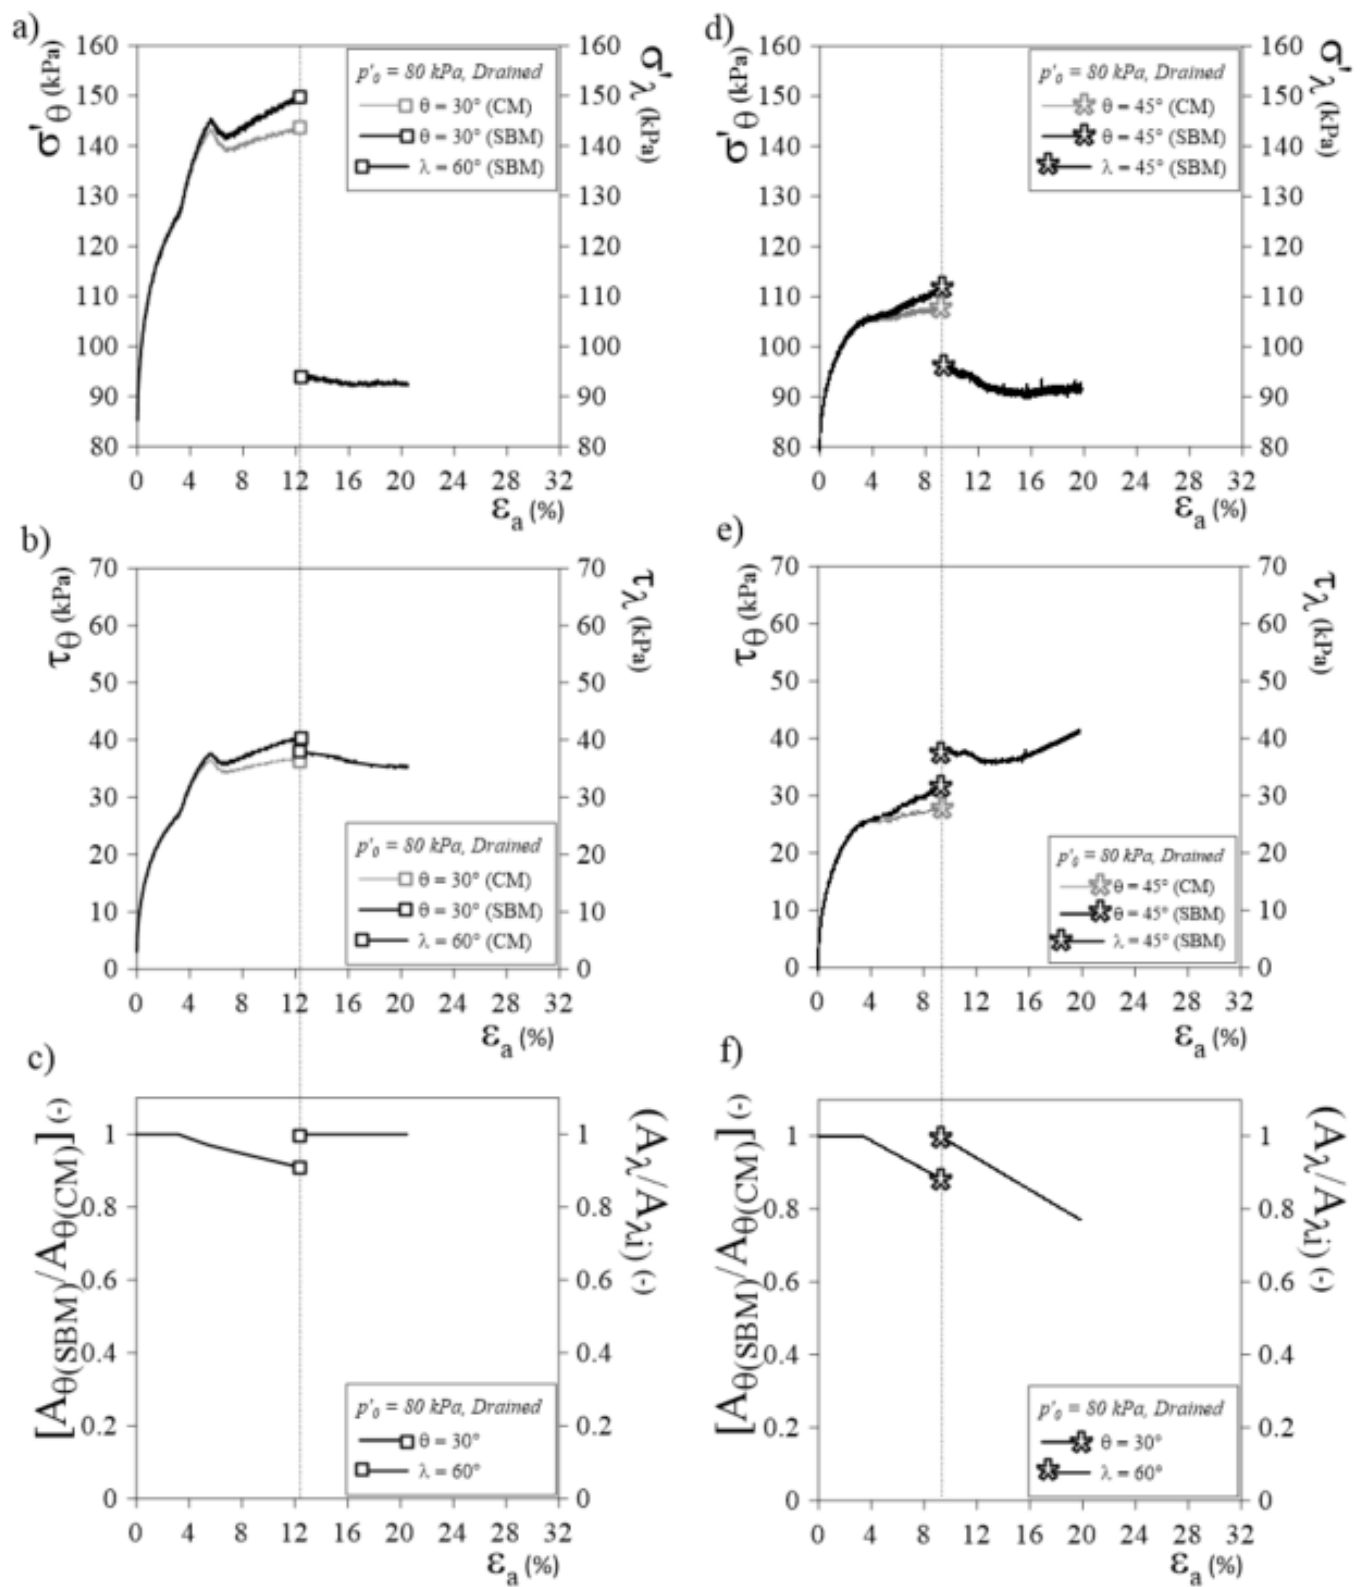 a)
σ'θ (kPa)
160
150
140
130
120
110
100
90
80
160
150
140
130
120
110
100
90
80
σ'λ (kPa)
p'0 = 80 kPa, Drained
θ = 30° (CM)
θ = 30° (SBM)
λ = 60° (SBM)
0 4 8 12 16 20 24 28 32
εa (%)
d)
σ'θ (kPa)
160
150
140
130
120
110
100
90
80
160
150
140
130
120
110
100
90
80
σ'λ (kPa)
p'0 = 80 kPa, Drained
θ = 45° (CM)
θ = 45° (SBM)
λ = 45° (SBM)
0 4 8 12 16 20 24 28 32
εa (%)
b)
τθ (kPa)
70
60
50
40
30
20
10
0
70
60
50
40
30
20
10
0
τλ (kPa)
p'0 = 80 kPa, Drained
θ = 30° (CM)
θ = 30° (SBM)
λ = 60° (CM)
0 4 8 12 16 20 24 28 32
εa (%)
e)
τθ (kPa)
70
60
50
40
30
20
10
0
70
60
50
40
30
20
10
0
τλ (kPa)
p'0 = 80 kPa, Drained
θ = 45° (CM)
θ = 45° (SBM)
λ = 45° (SBM)
0 4 8 12 16 20 24 28 32
εa (%)
c)
[Aθ(SBM)/Aθ(CM)] (-)
1
0.8
0.6
0.4
0.2
0
1
0.8
0.6
0.4
0.2
0
(Aλ/Aλi) (-)
p'0 = 80 kPa, Drained
θ = 30°
λ = 60°
0 4 8 12 16 20 24 28 32
εa (%)
f)
[Aθ(SBM)/Aθ(CM)] (-)
1
0.8
0.6
0.4
0.2
0
1
0.8
0.6
0.4
0.2
0
(Aλ/Aλi) (-)
p'0 = 80 kPa, Drained
θ = 30°
λ = 60°
0 4 8 12 16 20 24 28 32
εa (%)